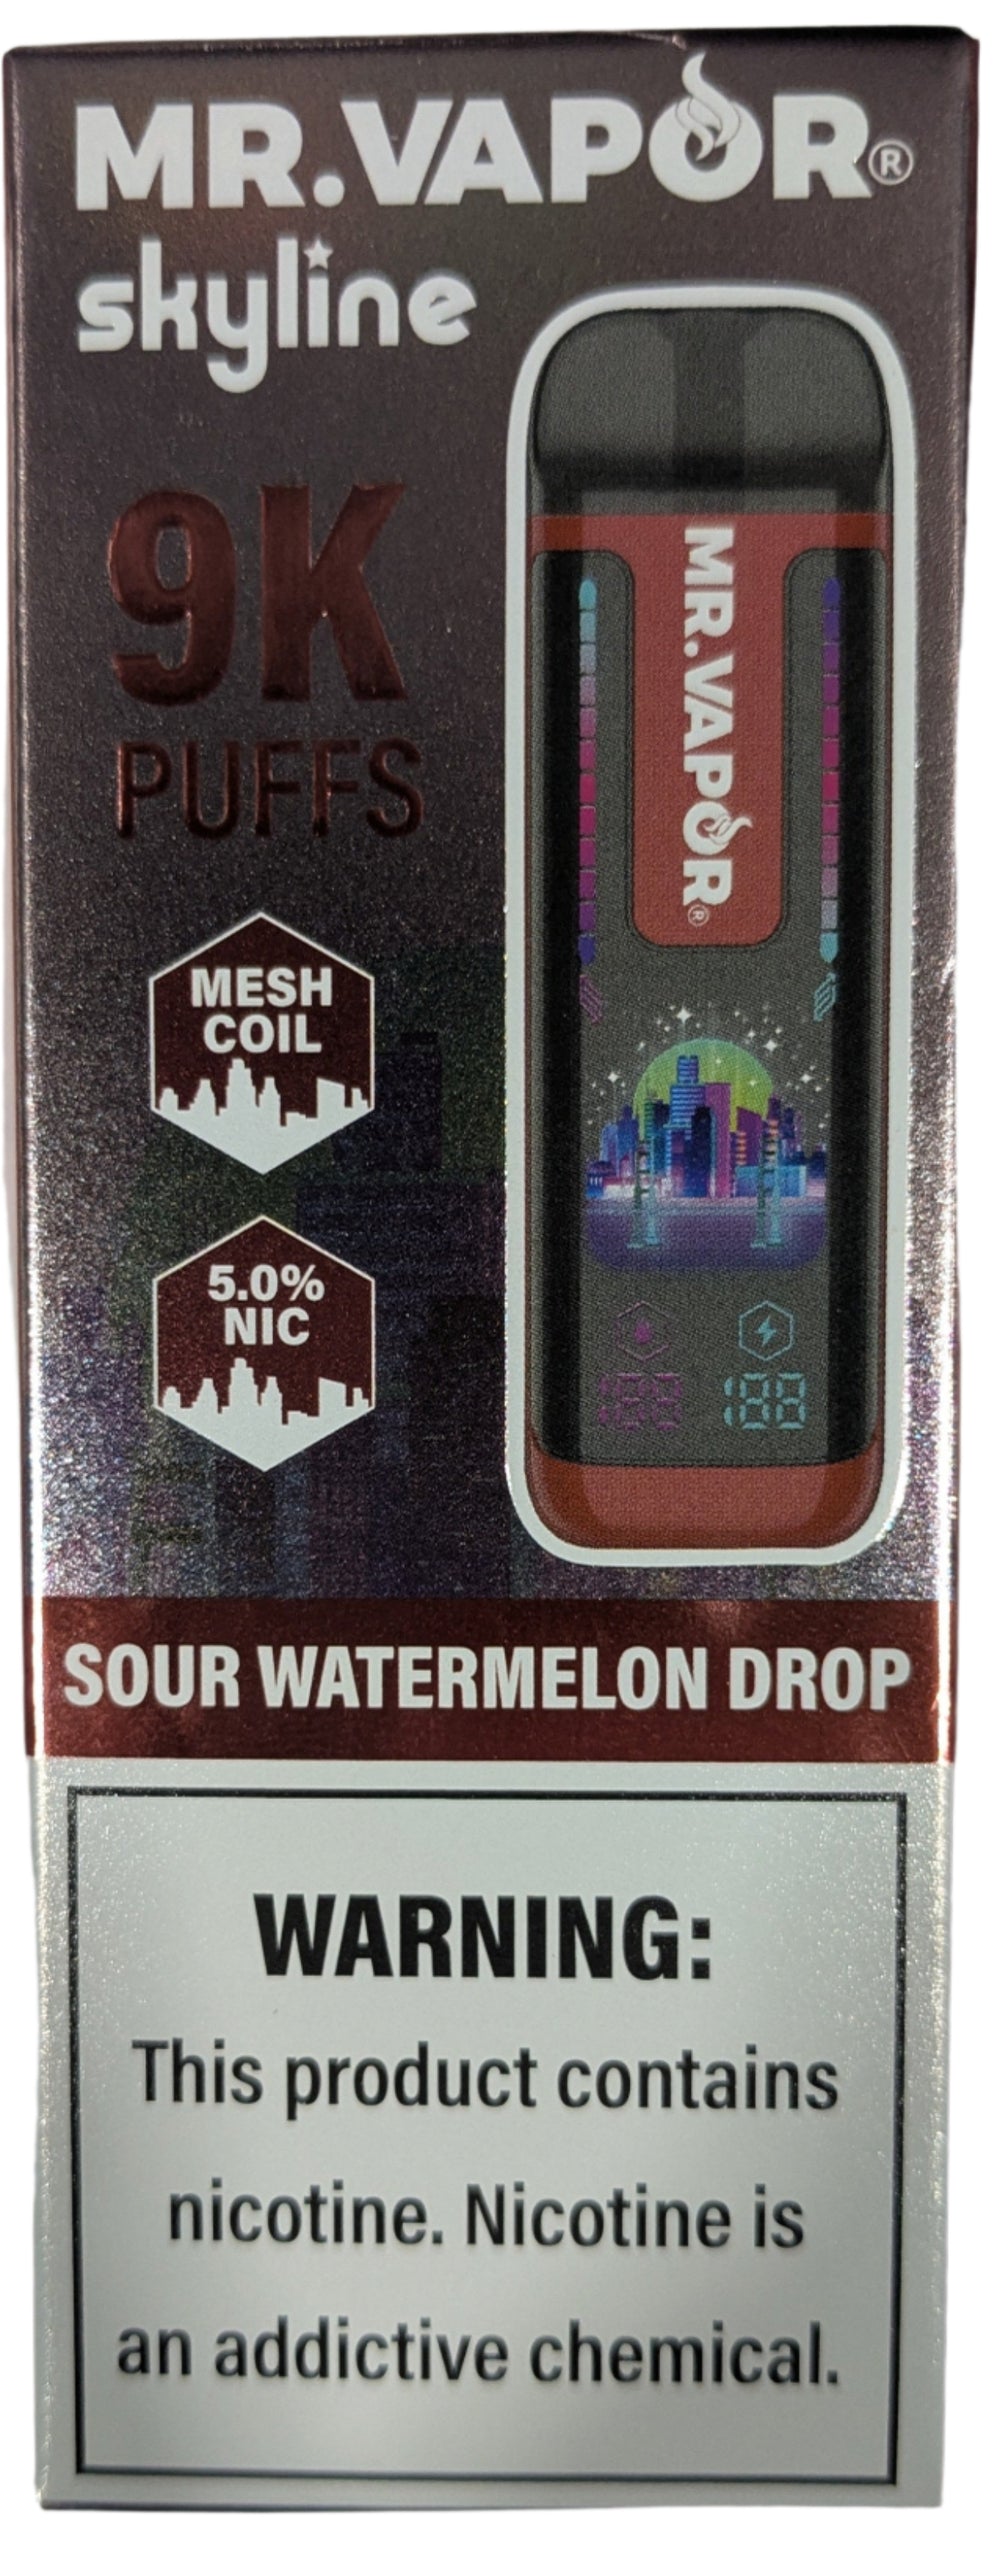 MR.VAPOR®
skyline
9K
PUFFS
MESH
COIL
5.0%
NIC
MR.VAPOR®
188
188
SOUR WATERMELON DROP
WARNING:
This product contains
nicotine. Nicotine is
an addictive chemical.